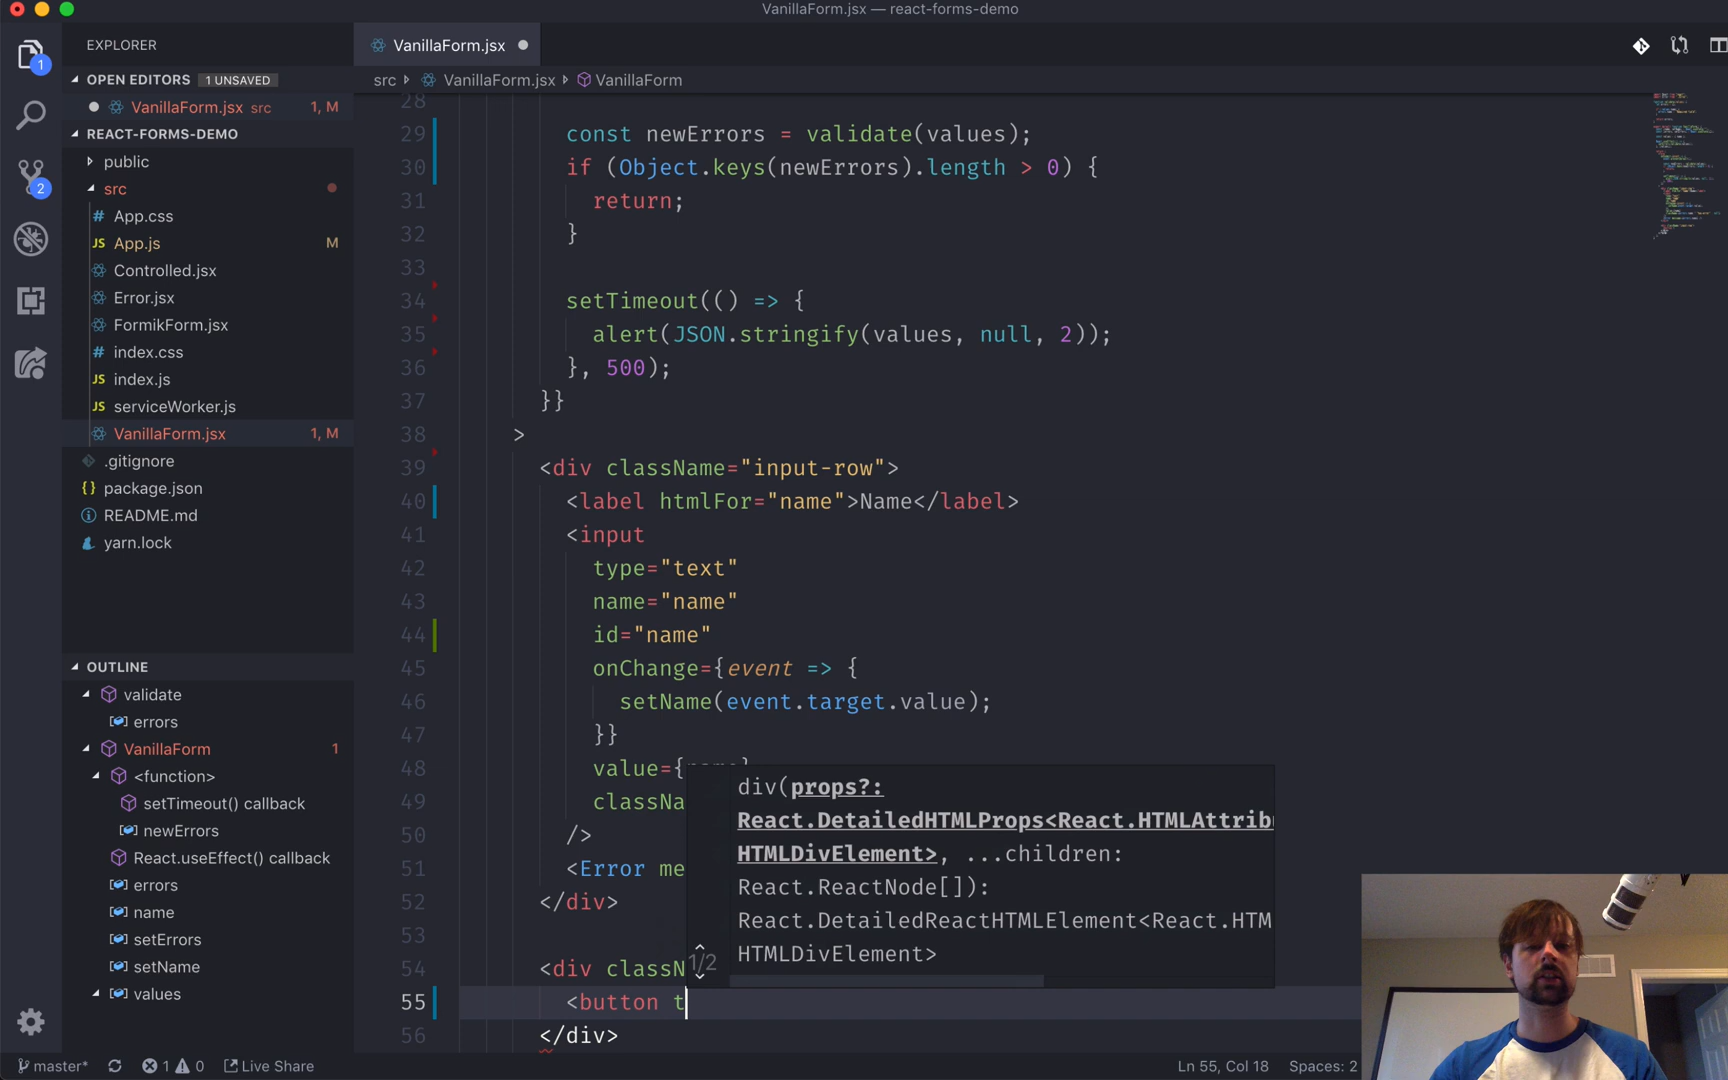 VanillaForm.jsx — react-forms-demo
EXPLORER
OPEN EDITORS 1 UNSAVED
VanillaForm.jsx src 1, M
REACT-FORMS-DEMO
public
src
# App.css
JS App.js M
Controlled.jsx
Error.jsx
FormikForm.jsx
# index.css
JS index.js
JS serviceWorker.js
VanillaForm.jsx 1, M
.gitignore
{} package.json
README.md
yarn.lock
1
2
OUTLINE
validate
errors
VanillaForm 1
<function>
setTimeout() callback
newErrors
React.useEffect() callback
errors
name
setErrors
setName
values
VanillaForm.jsx
src VanillaForm.jsx VanillaForm
28
29 const newErrors = validate(values);
30 if (Object.keys(newErrors).length > 0) {
31 return;
32 }
33
34 setTimeout(() => {
35 alert(JSON.stringify(values, null, 2));
36 }, 500);
37 }}
38 >
39 <div className="input-row">
40 <label htmlFor="name">Name</label>
41 <input
42 type="text"
43 name="name"
44 id="name"
45 onChange={event => {
46 setName(event.target.value);
47 }}
48 value={
49 classNa
50 />
51 <Error me
52 </div>
53
54 <div classN
55 <button t
56 </div>
div(props?:
React.DetailedHTMLProps<React.HTMLAttrib
HTMLDivElement>, ...children:
React.ReactNode[]):
React.DetailedReactHTMLElement<React.HTM
1/2 HTMLDivElement>
master* 1 0 Live Share Ln 55, Col 18 Spaces: 2